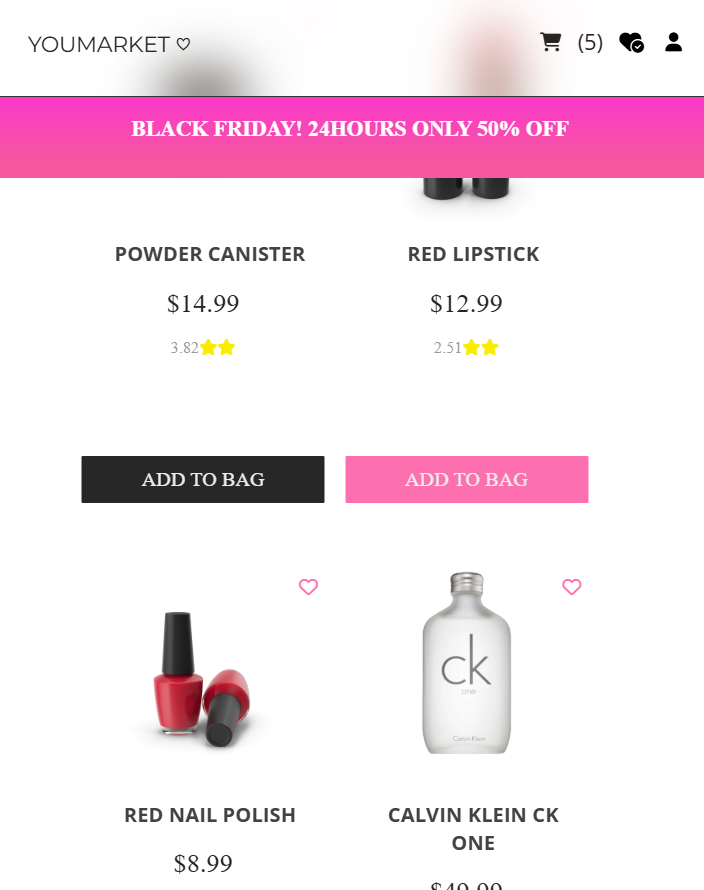 YOUMARKET
(5)
BLACK FRIDAY! 24HOURS ONLY 50% OFF
POWDER CANISTER
RED LIPSTICK
$14.99
$12.99
3.82
2.51
ADD TO BAG
ADD TO BAG
ck
one
Calvin Klein
RED NAIL POLISH
CALVIN KLEIN CK
ONE
$8.99
$49.99